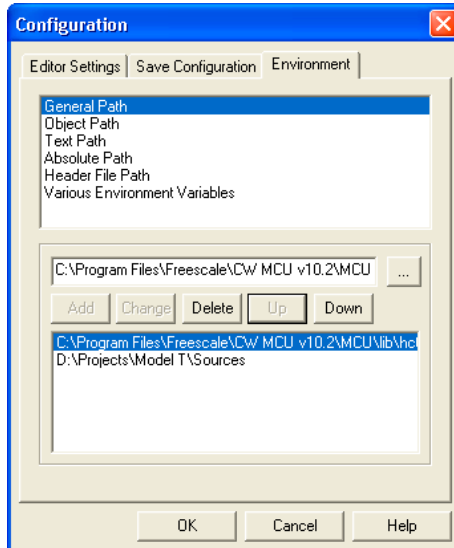 Configuration
Editor Settings Save Configuration Environment
General Path
Object Path
Text Path
Absolute Path
Header File Path
Various Environment Variables
C:\Program Files\Freescale\CW MCU v10.2\MCU ...
Add Change Delete Up Down
C:\Program Files\Freescale\CW MCU v10.2\MCU\lib\hc
D:\Projects\Model T\Sources
OK Cancel Help